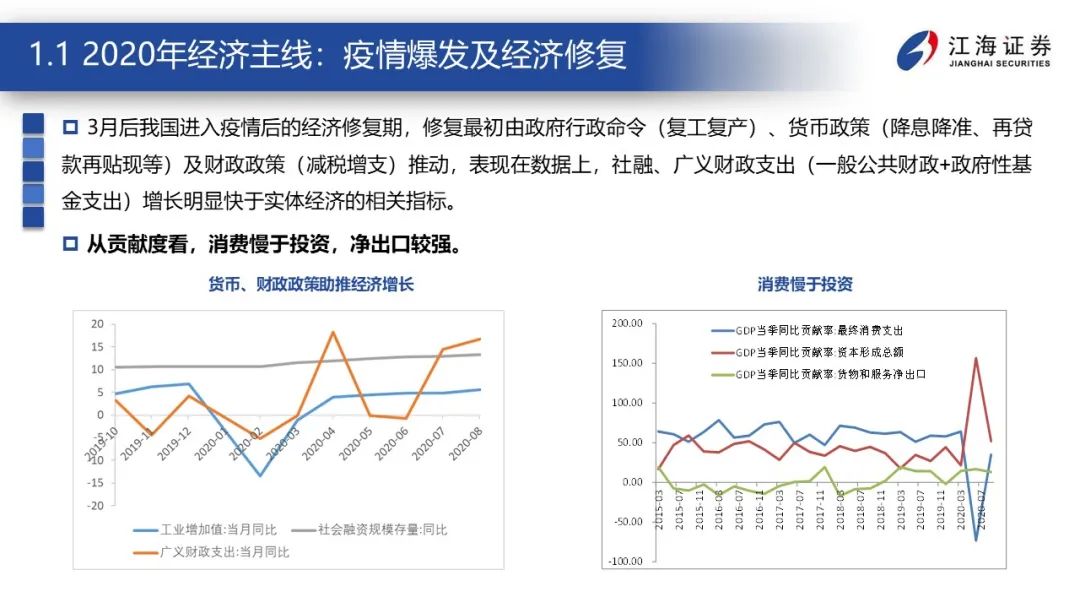 1.1 2020年经济主线：疫情爆发及经济修复
江海证券
JIANGHAI SECURITIES
3月后我国进入疫情后的经济修复期，修复最初由政府行政命令（复工复产）、货币政策（降息降准、再贷
款再贴现等）及财政政策（减税增支）推动，表现在数据上，社融、广义财政支出（一般公共财政+政府性基
金支出）增长明显快于实体经济的相关指标。
从贡献度看，消费慢于投资，净出口较强。
货币、财政政策助推经济增长
20
15
10
5
0
-5
-10
-15
-20
2019-10
2019-11
2019-12
2020-01
2020-02
2020-03
2020-04
2020-05
2020-06
2020-07
2020-08
工业增加值:当月同比
社会融资规模存量:同比
广义财政支出:当月同比
消费慢于投资
200.00
150.00
100.00
50.00
0.00
-50.00
-100.00
GDP当季同比贡献率:最终消费支出
GDP当季同比贡献率:资本形成总额
GDP当季同比贡献率:货物和服务净出口
2015-03
2015-07
2015-11
2016-03
2016-07
2016-11
2017-03
2017-07
2017-11
2018-03
2018-07
2018-11
2019-03
2019-07
2019-11
2020-03
2020-07